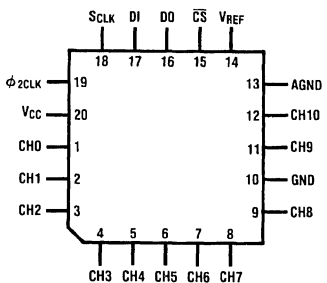 SCLK DI DO CS VREF
18 17 16 15 14
ϕ2CLK 19 13 AGND
VCC 20 12 CH10
CH0 1 11 CH9
CH1 2 10 GND
CH2 3 9 CH8
4 5 6 7 8
CH3 CH4 CH5 CH6 CH7